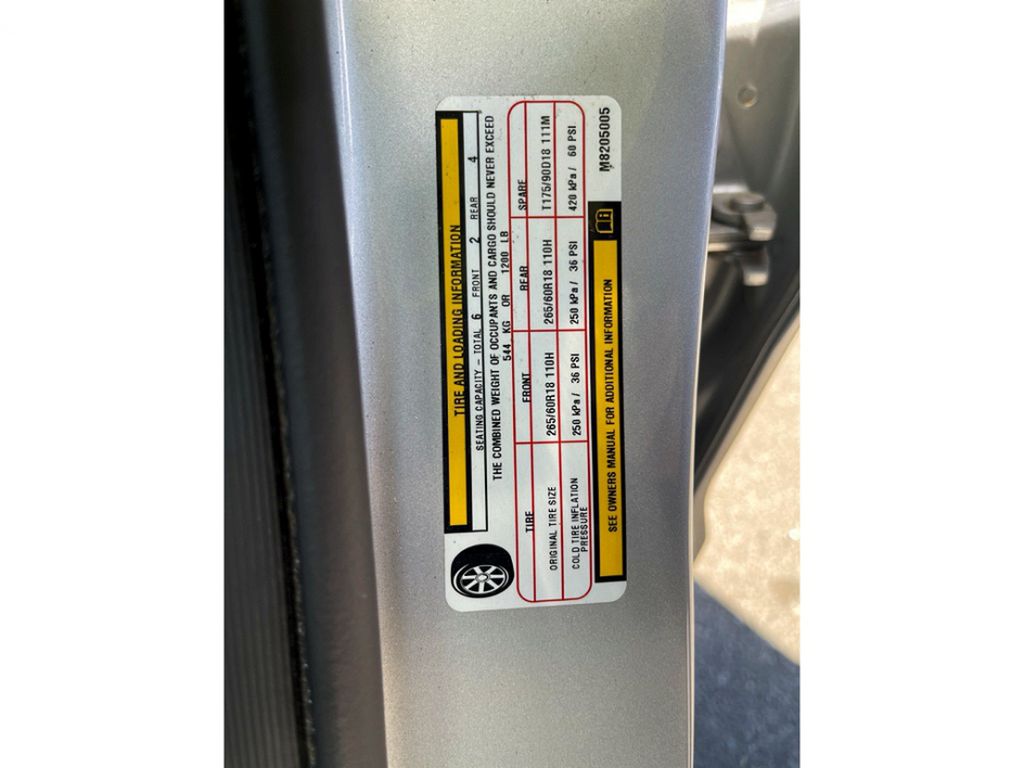 TIRE AND LOADING INFORMATION
SEATING CAPACITY – TOTAL 6 FRONT 2 REAR 4
THE COMBINED WEIGHT OF OCCUPANTS AND CARGO SHOULD NEVER EXCEED
544 KG OR 1200 LB
TIRE FRONT REAR SPARE
ORIGINAL TIRE SIZE 265/60R18 110H 265/60R18 110H T175/90D18 111M
COLD TIRE INFLATION PRESSURE 250 kPa / 36 PSI 250 kPa / 36 PSI 420 kPa / 60 PSI
SEE OWNERS MANUAL FOR ADDITIONAL INFORMATION
M8205005